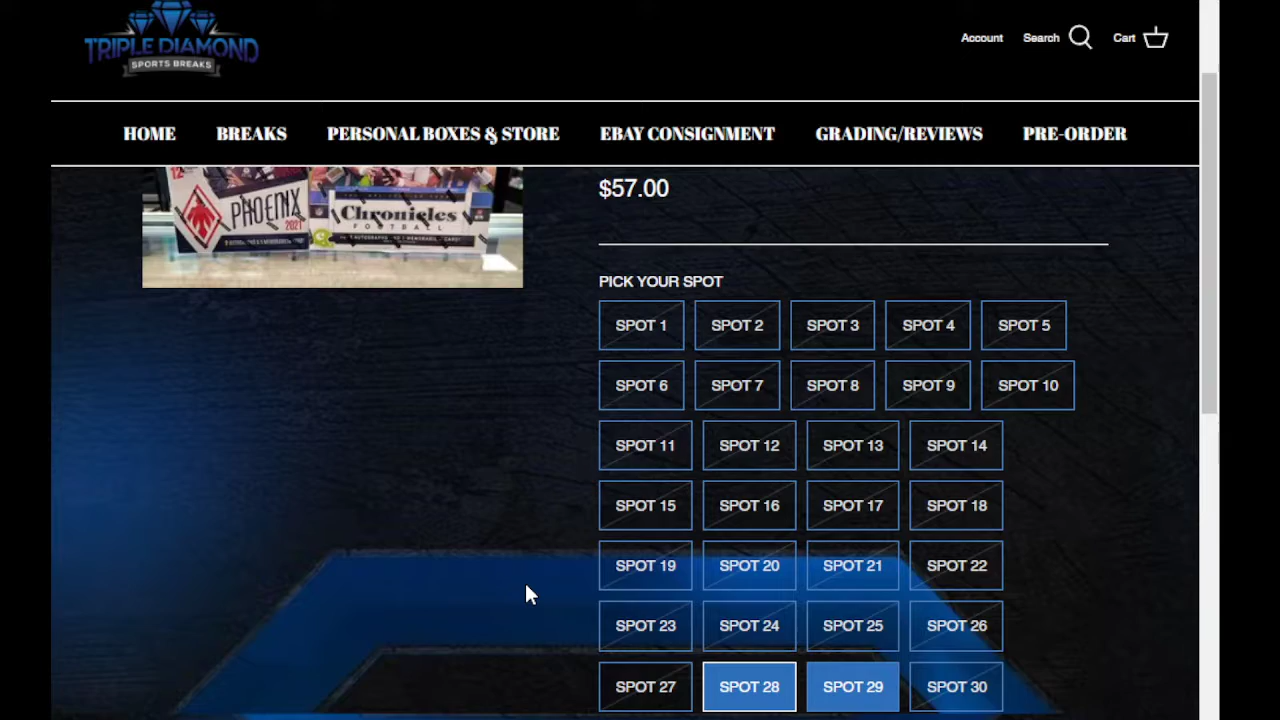 TRIPLE DIAMOND
SPORTS BREAKS
Account Search Cart
HOME BREAKS PERSONAL BOXES & STORE EBAY CONSIGNMENT GRADING/REVIEWS PRE-ORDER
12
PHOENIX
2021
Chronicles
FOOTBALL
$57.00
PICK YOUR SPOT
SPOT 1 SPOT 2 SPOT 3 SPOT 4 SPOT 5
SPOT 6 SPOT 7 SPOT 8 SPOT 9 SPOT 10
SPOT 11 SPOT 12 SPOT 13 SPOT 14
SPOT 15 SPOT 16 SPOT 17 SPOT 18
SPOT 19 SPOT 20 SPOT 21 SPOT 22
SPOT 23 SPOT 24 SPOT 25 SPOT 26
SPOT 27 SPOT 28 SPOT 29 SPOT 30